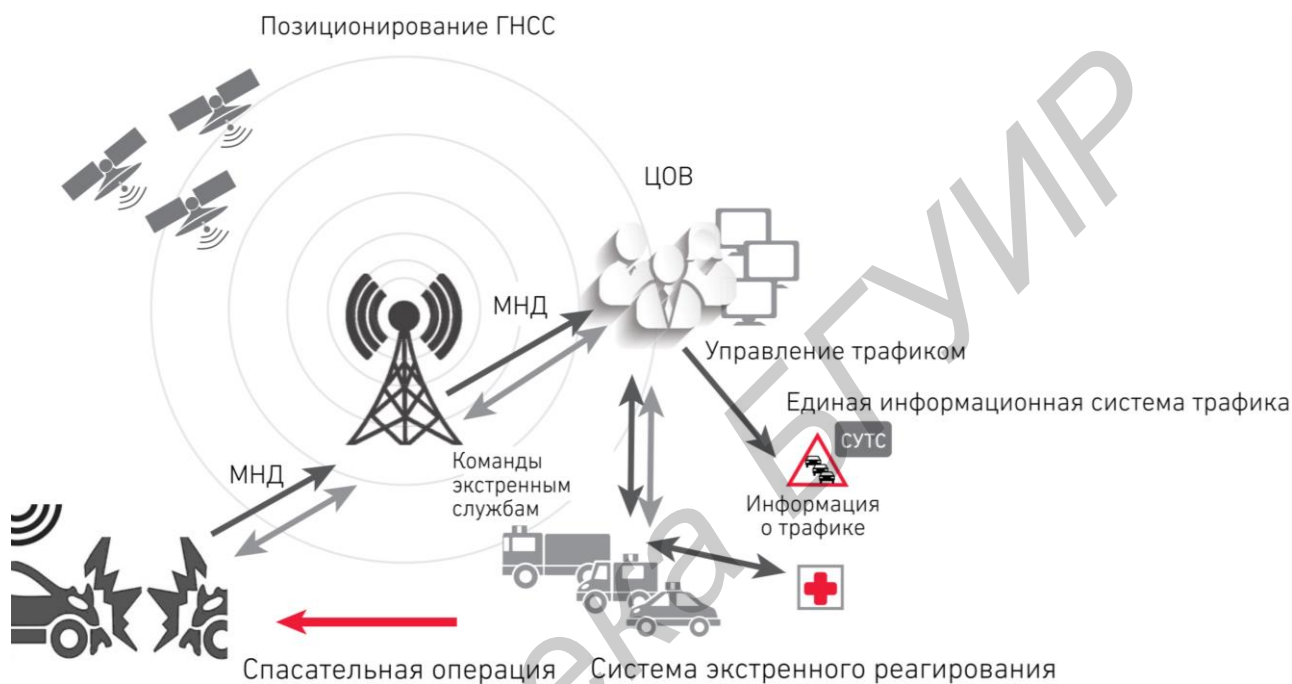 Позиционирование ГНСС
ЦОВ
МНД
Управление трафиком
Единая информационная система трафика
СУТС
МНД
Команды
экстренным
службам
Информация
о трафике
Спасательная операция
Система экстренного реагирования
ека БГУИР